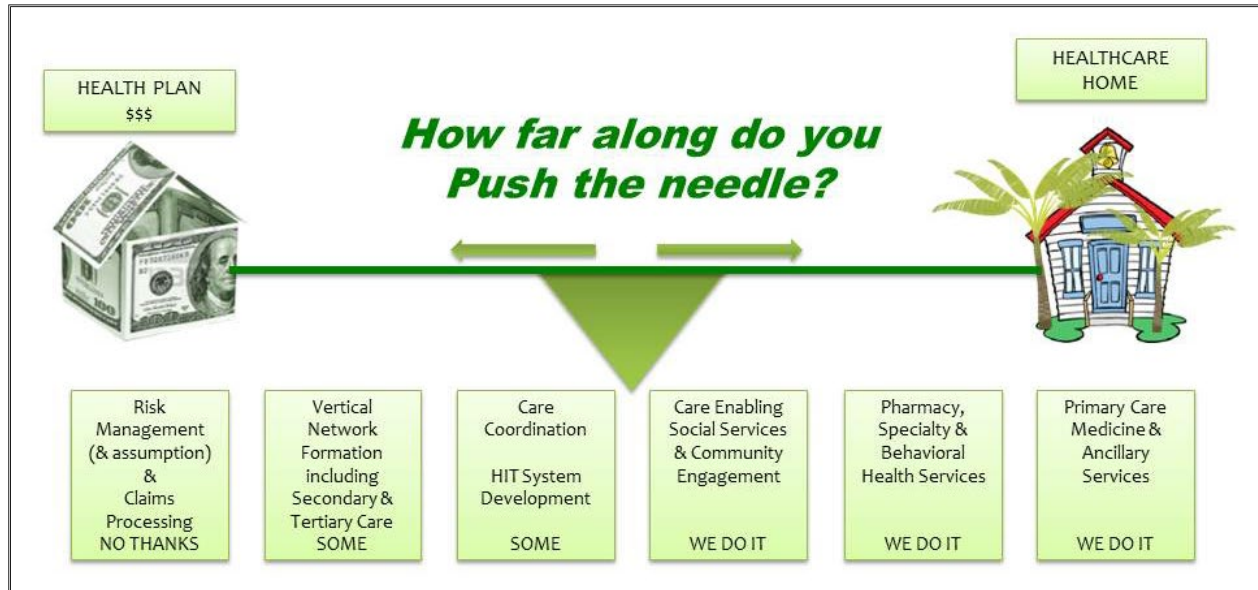 HEALTH PLAN
$$$
HEALTHCARE
HOME
How far along do you
Push the needle?
Risk
Management
(& assumption)
&
Claims
Processing
NO THANKS
Vertical
Network
Formation
including
Secondary &
Tertiary Care
SOME
Care
Coordination
HIT System
Development
SOME
Care Enabling
Social Services
& Community
Engagement
WE DO IT
Pharmacy,
Specialty &
Behavioral
Health Services
WE DO IT
Primary Care
Medicine &
Ancillary
Services
WE DO IT